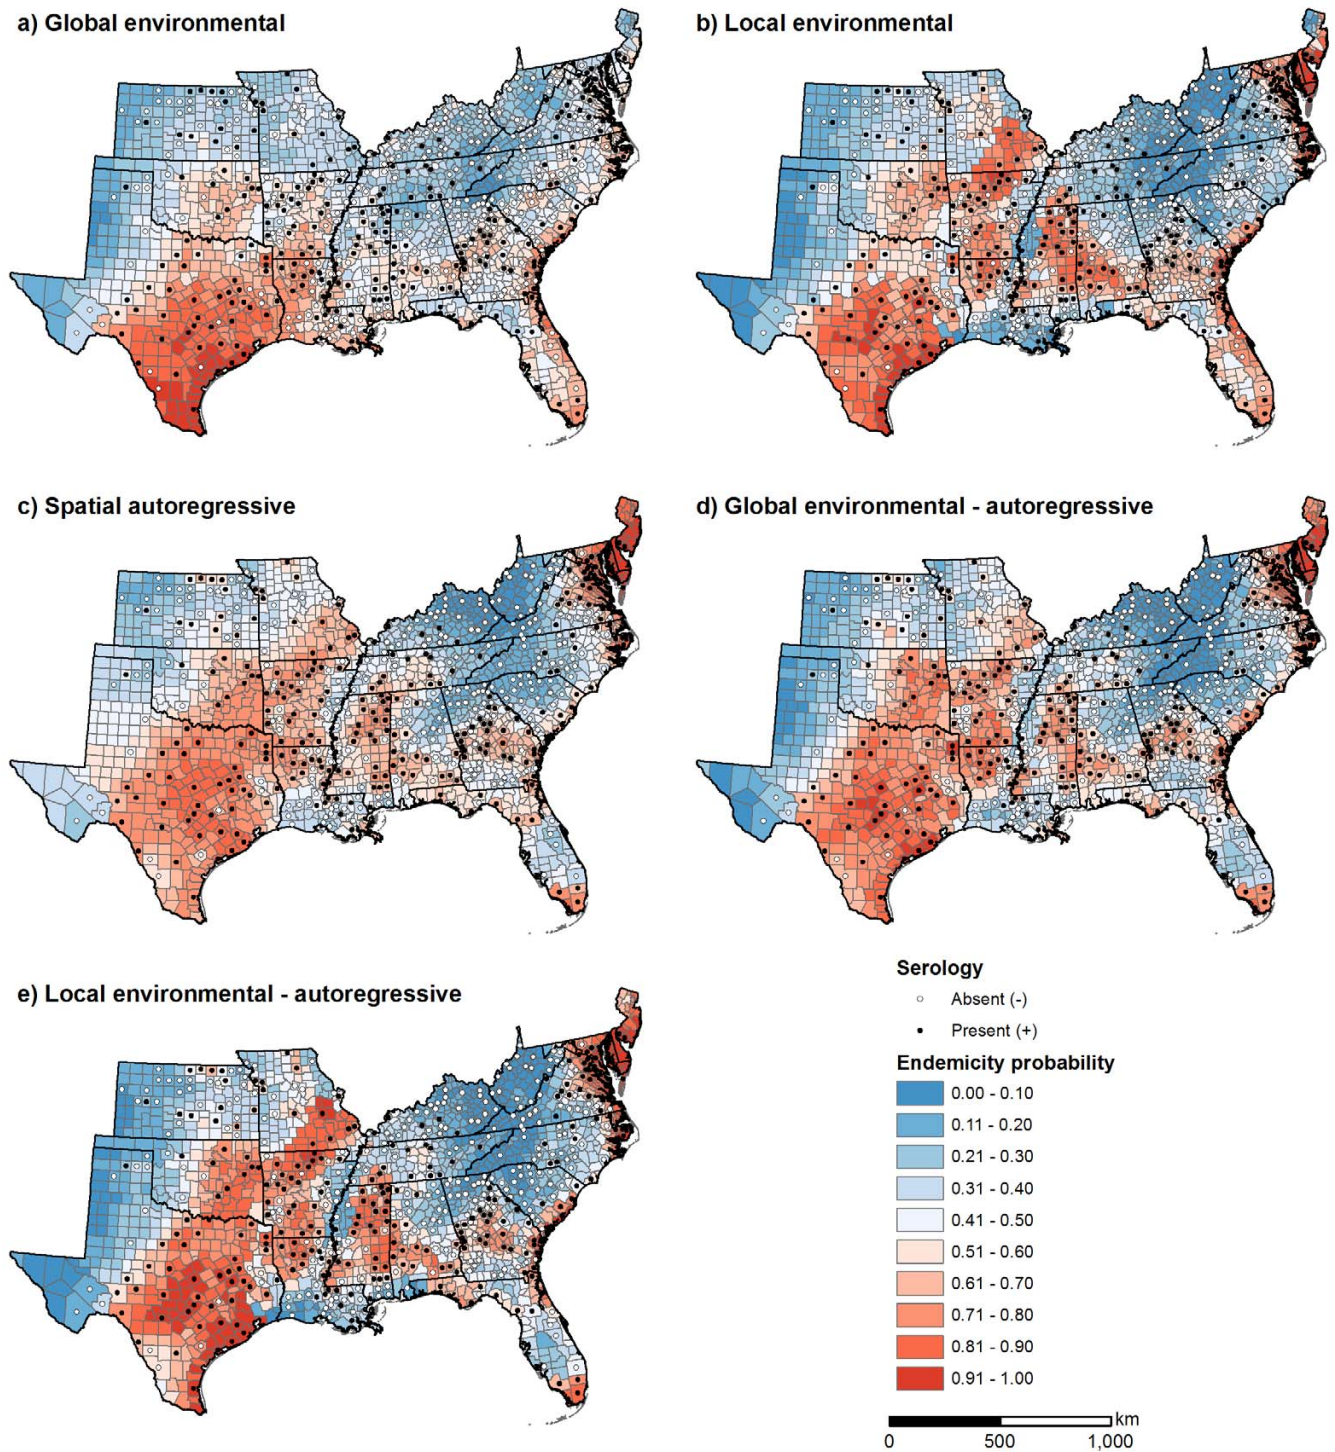 a) Global environmental
b) Local environmental
c) Spatial autoregressive
d) Global environmental - autoregressive
e) Local environmental - autoregressive
Serology
Absent (-)
Present (+)
Endemicity probability
0.00 - 0.10
0.11 - 0.20
0.21 - 0.30
0.31 - 0.40
0.41 - 0.50
0.51 - 0.60
0.61 - 0.70
0.71 - 0.80
0.81 - 0.90
0.91 - 1.00
km
0 500 1,000